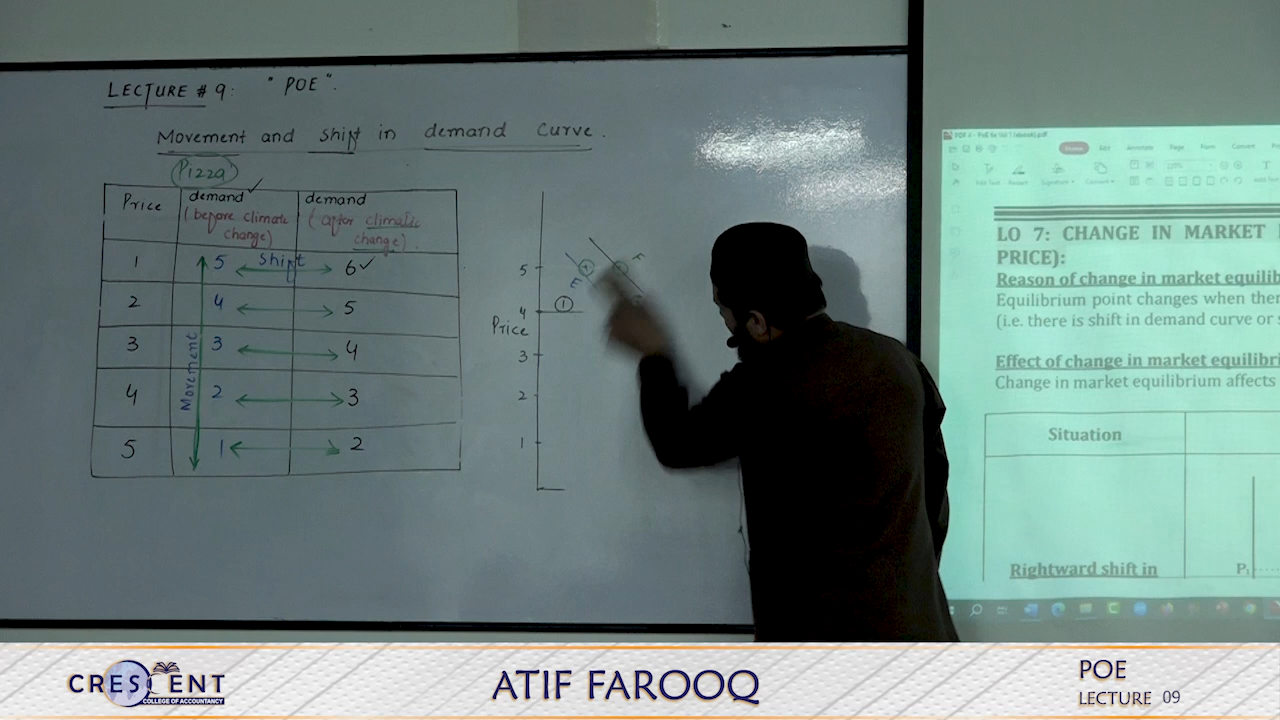 LECTURE # 9: " POE ".
Movement and shift in demand curve.
Pizza
Price demand demand
(before climate change) (after climatic change).
1 5 shift 6
2 4 5
3 3 4
4 2 3
5 1 2
Movement
Price
5
4
3
2
1
E
F
1
LO 7: CHANGE IN MARKET
PRICE):
Reason of change in market equilib
Equilibrium point changes when ther
(i.e. there is shift in demand curve or s
Effect of change in market equilibri
Change in market equilibrium affects
Situation
Rightward shift in
P₁
CRESCENT
COLLEGE OF ACCOUNTANCY
ATIF FAROOQ
POE
LECTURE 09